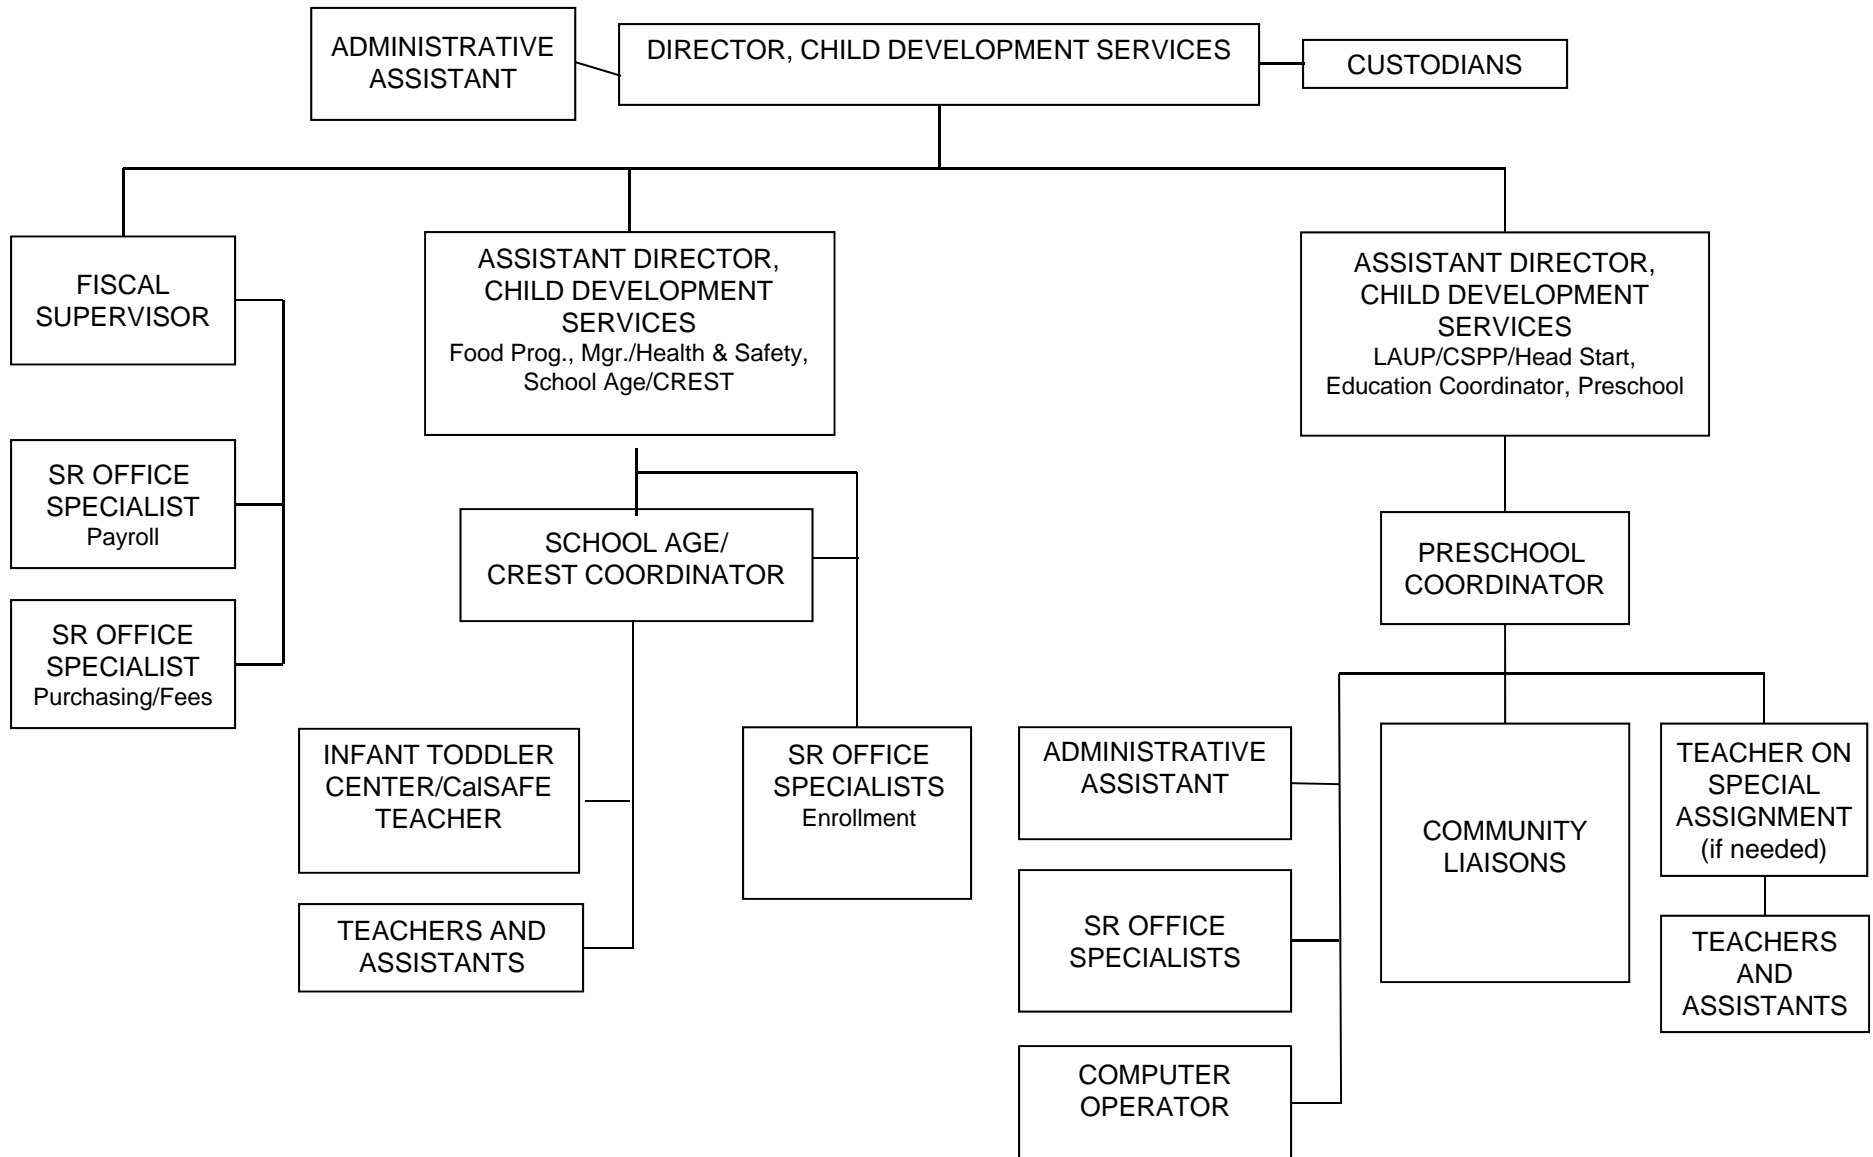 ADMINISTRATIVE
ASSISTANT
DIRECTOR, CHILD DEVELOPMENT SERVICES
CUSTODIANS
FISCAL
SUPERVISOR
ASSISTANT DIRECTOR,
CHILD DEVELOPMENT
SERVICES
Food Prog., Mgr./Health & Safety,
School Age/CREST
ASSISTANT DIRECTOR,
CHILD DEVELOPMENT
SERVICES
LAUP/CSPP/Head Start,
Education Coordinator, Preschool
SR OFFICE
SPECIALIST
Payroll
SR OFFICE
SPECIALIST
Purchasing/Fees
SCHOOL AGE/
CREST COORDINATOR
PRESCHOOL
COORDINATOR
INFANT TODDLER
CENTER/CalSAFE
TEACHER
TEACHERS AND
ASSISTANTS
SR OFFICE
SPECIALISTS
Enrollment
ADMINISTRATIVE
ASSISTANT
SR OFFICE
SPECIALISTS
COMPUTER
OPERATOR
COMMUNITY
LIAISONS
TEACHER ON
SPECIAL
ASSIGNMENT
(if needed)
TEACHERS
AND
ASSISTANTS